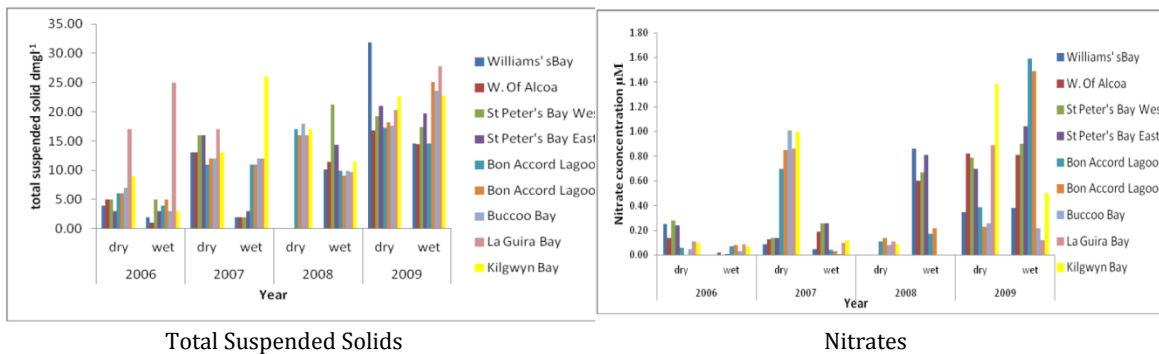 total suspended solid dmgl-1
35.00
30.00
25.00
20.00
15.00
10.00
5.00
0.00
dry
wet
dry
wet
dry
wet
dry
wet
2006
2007
2008
2009
Year
Williams'sBay
W. Of Alcoa
St Peter's Bay Wes
St Peter's Bay East
Bon Accord Lagoo
Bon Accord Lagoo
Buccoo Bay
La Guira Bay
Kilgwyn Bay
Total Suspended Solids
Nitrate cxoncentration µM
1.80
1.60
1.40
1.20
1.00
0.80
0.60
0.40
0.20
0.00
dry
wet
dry
wet
dry
wet
dry
wet
2006
2007
2008
2009
Year
Williams'sBay
W. Of Alcoa
St Peter's Bay Wes
St Peter's Bay East
Bon Accord Lagoo
Bon Accord Lagoo
Buccoo Bay
La Guira Bay
Kilgwyn Bay
Nitrates